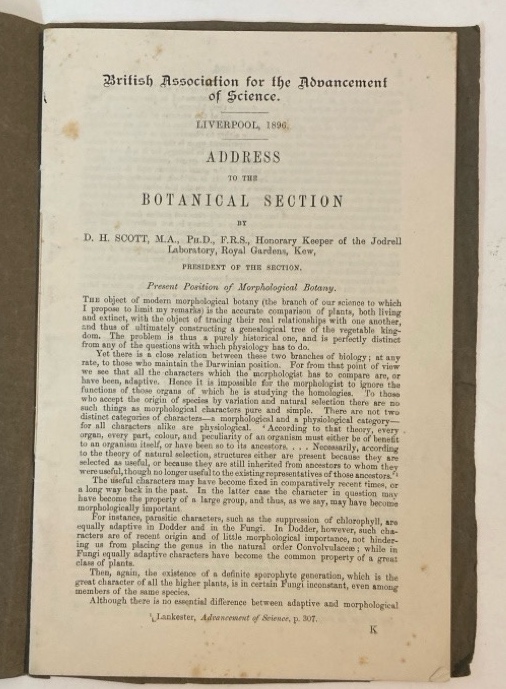 British Association for the Advancement
of Science.
LIVERPOOL, 1896.
ADDRESS
TO THE
BOTANICAL SECTION
BY
D. H. SCOTT, M.A., PH.D., F.R.S., Honorary Keeper of the Jodrell
Laboratory, Royal Gardens, Kew,
PRESIDENT OF THE SECTION.
Present Position of Morphological Botany.
THE object of modern morphological botany (the branch of our science to which
I propose to limit my remarks) is the accurate comparison of plants, both living
and extinct, with the object of tracing their real relationships with one another,
and thus of ultimately constructing a genealogical tree of the vegetable king-
dom. The problem is thus a purely historical one, and is perfectly distinct
from any of the questions with which physiology has to do.
Yet there is a close relation between these two branches of biology; at any
rate, to those who maintain the Darwinian position. For from that point of view
we see that all the characters which the morphologist has to compare are, or
have been, adaptive. Hence it is impossible for the morphologist to ignore the
functions of those organs of which he is studying the homologies. To those
who accept the origin of species by variation and natural selection there are no
such things as morphological characters pure and simple. There are not two
distinct categories of characters—a morphological and a physiological category—
for all characters alike are physiological. 'According to that theory, every
organ, every part, colour, and peculiarity of an organism must either be of benefit
to an organism itself, or have been so to its ancestors. . . . Necessarily, according
to the theory of natural selection, structures either are present because they are
selected as useful, or because they are still inherited from ancestors to whom they
were useful, though no longer useful to the existing representatives of those ancestors.'¹
The useful characters may have become fixed in comparatively recent times, or
a long way back in the past. In the latter case the character in question may
have become the property of a large group, and thus, as we say, may have become
morphologically important.
For instance, parasitic characters, such as the suppression of chlorophyll, are
equally adaptive in Dodder and in the Fungi. In Dodder, however, such cha-
racters are of recent origin and of little morphological importance, not hinder-
ing us from placing the genus in the natural order Convolvulaceæ; while in
Fungi equally adaptive characters have become the common property of a great
class of plants.
Then, again, the existence of a definite sporophyte generation, which is the
great character of all the higher plants, is in certain Fungi inconstant, even among
members of the same species.
Although there is no essential difference between adaptive and morphological
¹ Lankester, Advancement of Science, p. 307.
K